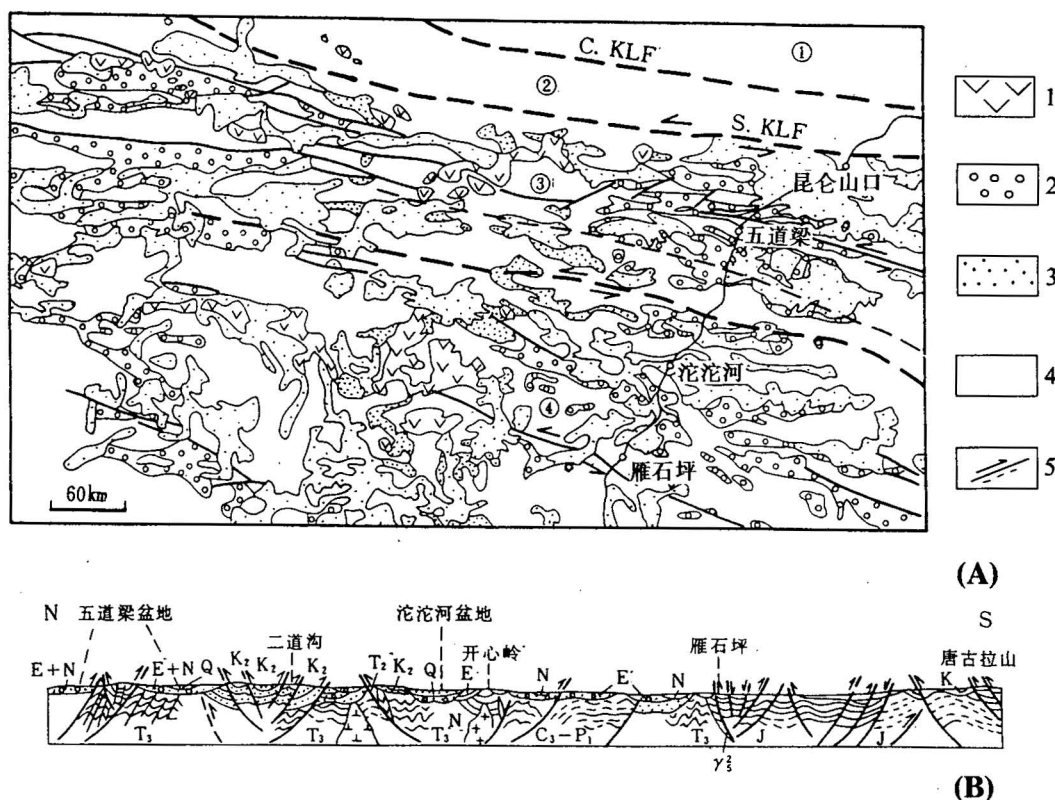 C. KLF
①
②
S. KLF
昆仑山口
③
五道梁
沱沱河
④
雁石坪
60km
1
2
3
4
5
(A)
N 五道梁盆地 二道沟 沱沱河盆地 开心岭 雁石坪 S
唐古拉山
E+N E+N Q K₂ K₂ K₂ T₂ K₂ Q E N E N K
T₃ T₃ T₃ N C₃-P₁ T₃ J J
γ₅²
(B)